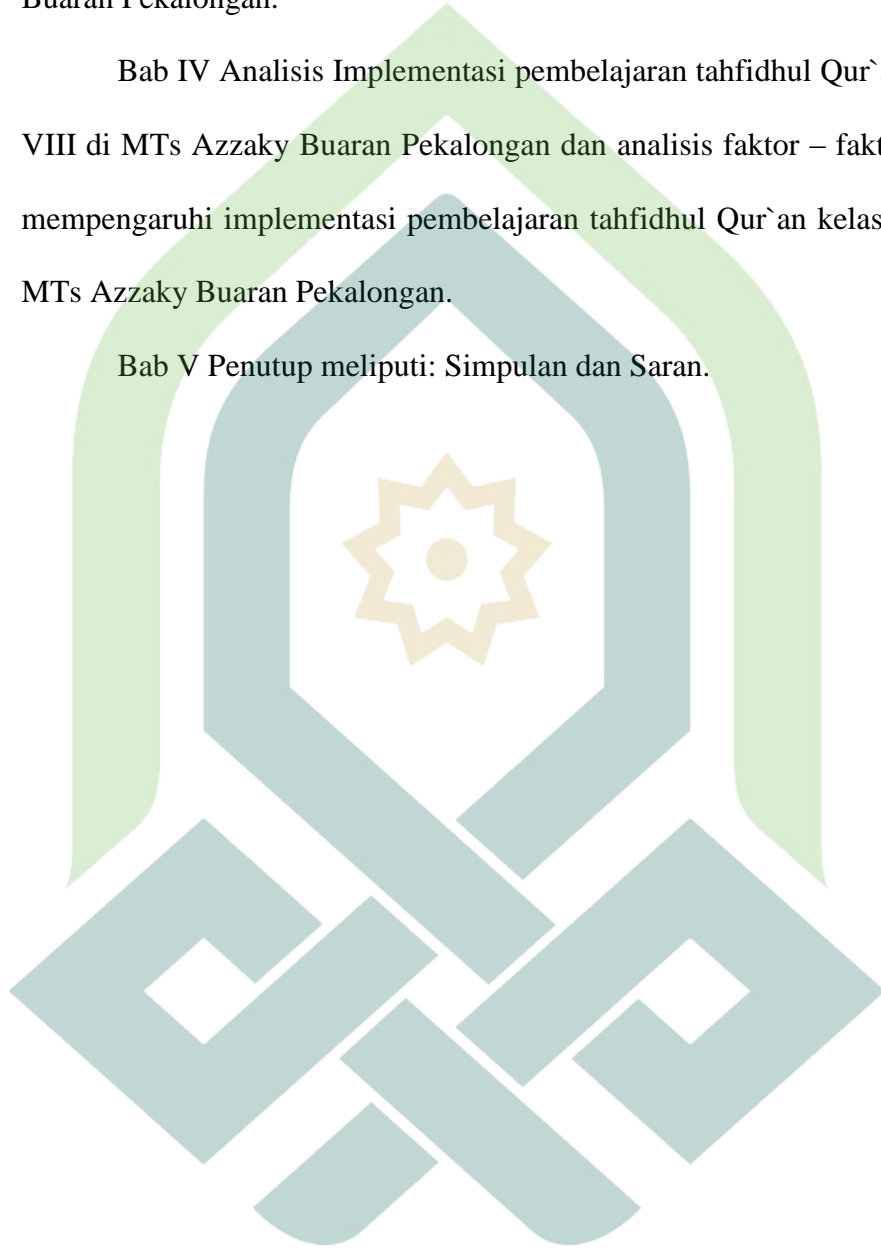 Buaran Pekalongan.
Bab IV Analisis Implementasi pembelajaran tahfidhul Qur`
VIII di MTs Azzaky Buaran Pekalongan dan analisis faktor – fakt
mempengaruhi implementasi pembelajaran tahfidhul Qur`an kelas
MTs Azzaky Buaran Pekalongan.
Bab V Penutup meliputi: Simpulan dan Saran.